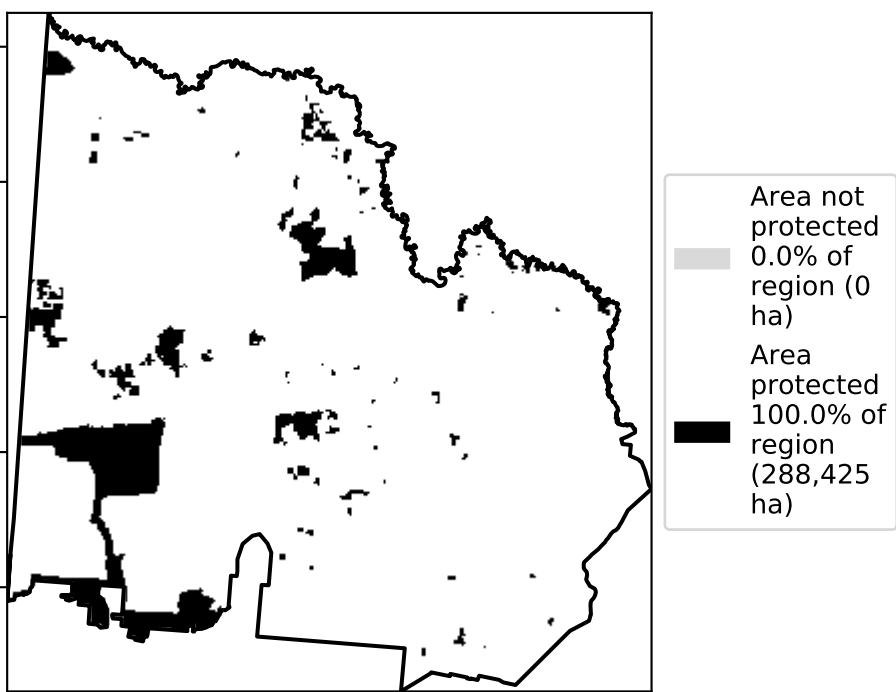 Area not
protected
0.0% of
region (0
ha)
Area
protected
100.0% of
region
(288,425
ha)